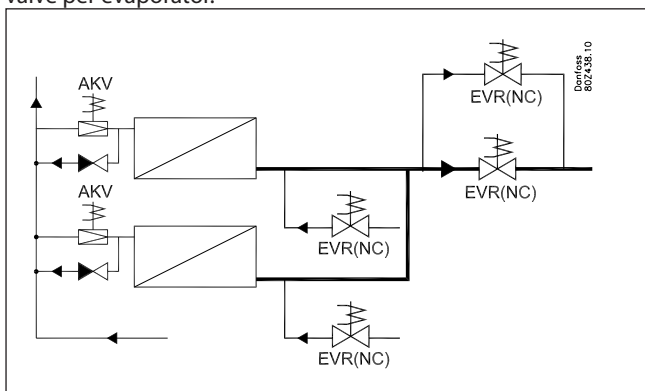 valve per evaporator.
AKV
EVR(NC)
Danfoss
80Z438.10
EVR(NC)
AKV
EVR(NC)
EVR(NC)